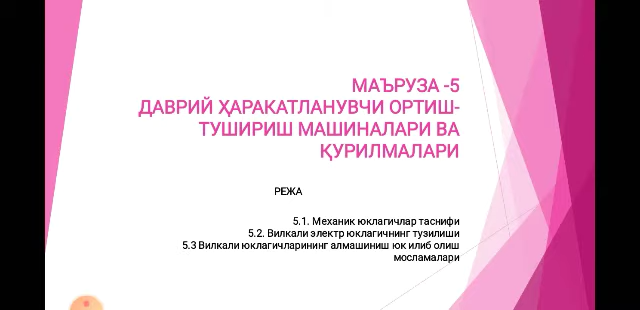 МАЪРУЗА -5
ДАВРИЙ ҲАРАКАТЛАНУВЧИ ОРТИШ-
ТУШИРИШ МАШИНАЛАРИ ВА
ҚУРИЛМАЛАРИ
РЕЖА
5.1. Механик юклагичлар таснифи
5.2. Вилкали электр юклагичнинг тузилиши
5.3 Вилкали юклагичларининг алмашиниш юк илиб олиш
мосламалари